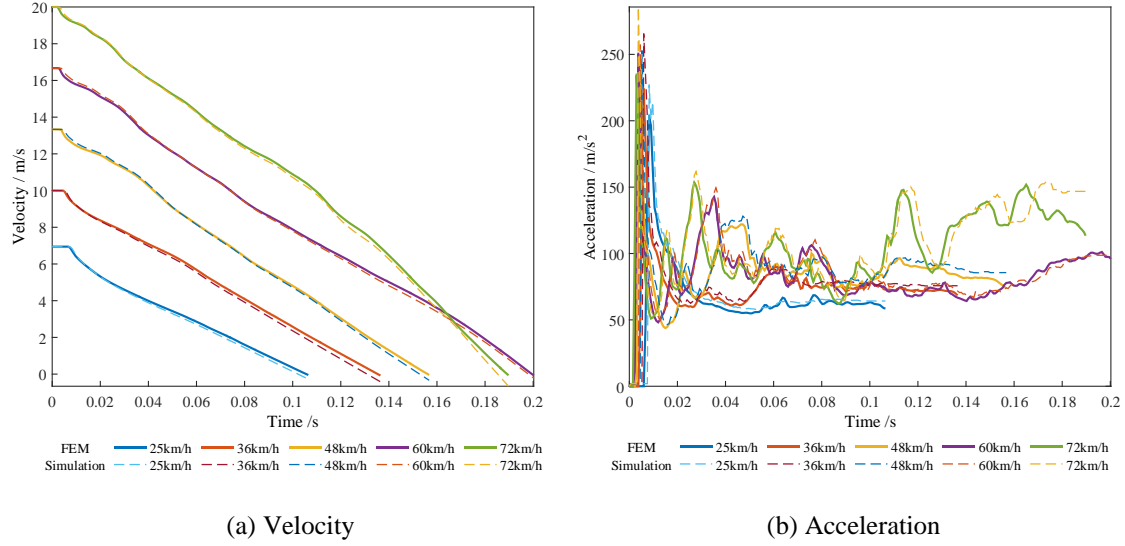 20
18
16
14
12
10
8
6
4
2
0
Velocity / m/s
0 0.02 0.04 0.06 0.08 0.1 0.12 0.14 0.16 0.18 0.2
Time /s
FEM 25km/h 36km/h 48km/h 60km/h 72km/h
Simulation 25km/h 36km/h 48km/h 60km/h 72km/h
(a) Velocity
250
200
150
100
50
0
Acceleration / m/s²
0 0.02 0.04 0.06 0.08 0.1 0.12 0.14 0.16 0.18 0.2
Time /s
FEM 25km/h 36km/h 48km/h 60km/h 72km/h
Simulation 25km/h 36km/h 48km/h 60km/h 72km/h
(b) Acceleration